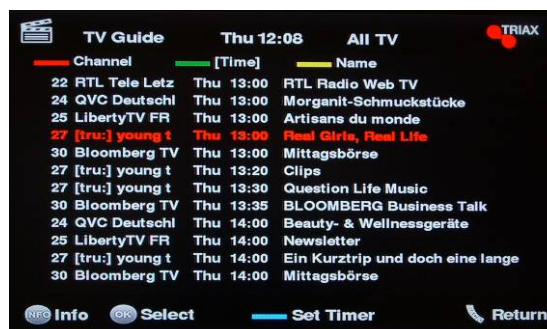 TV Guide Thu 12:08 All TV TRIAX
Channel [Time] Name
22 RTL Tele Letz Thu 13:00 RTL Radio Web TV
24 QVC Deutschl Thu 13:00 Morganit-Schmuckstücke
25 LibertyTV FR Thu 13:00 Artisans du monde
27 [tru:] young t Thu 13:00 Real Girls, Real Life
30 Bloomberg TV Thu 13:00 Mittagsbörse
27 [tru:] young t Thu 13:20 Clips
27 [tru:] young t Thu 13:30 Question Life Music
30 Bloomberg TV Thu 13:35 BLOOMBERG Business Talk
24 QVC Deutschl Thu 14:00 Beauty- & Wellnessgeräte
25 LibertyTV FR Thu 14:00 Newsletter
27 [tru:] young t Thu 14:00 Ein Kurztrip und doch eine lange
30 Bloomberg TV Thu 14:00 Mittagsbörse
INFO Info OK Select Set Timer Return